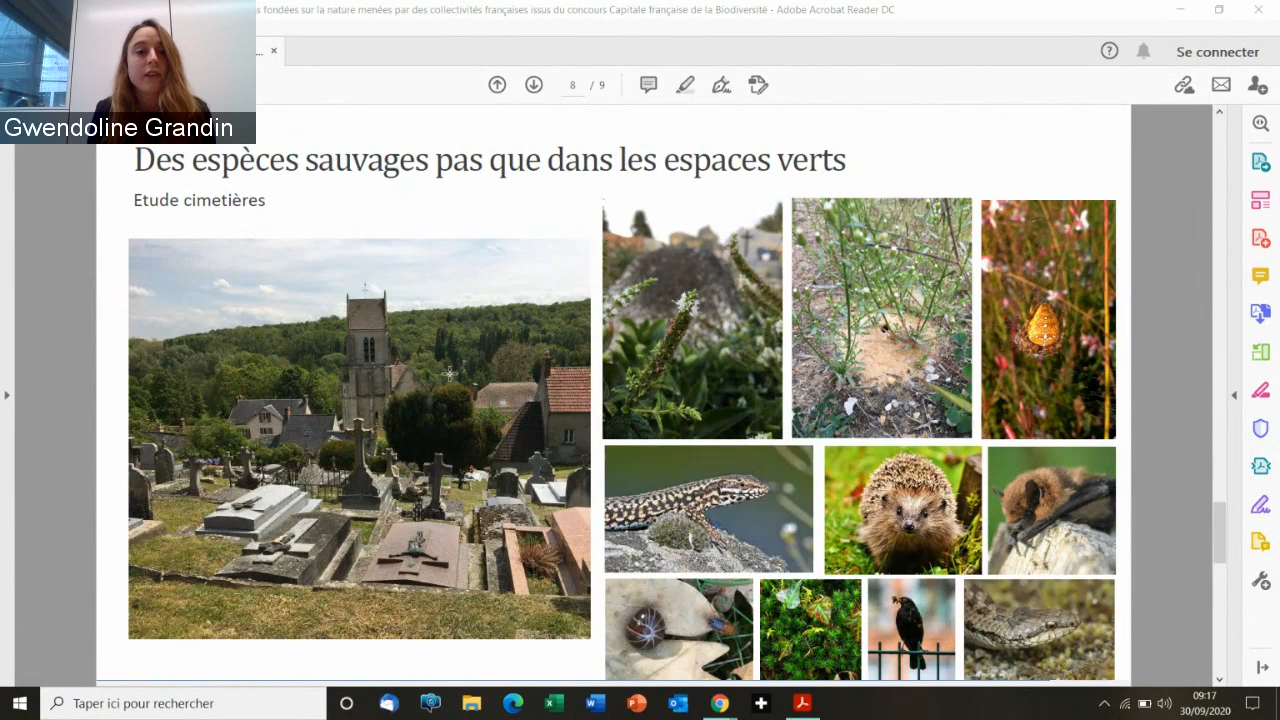 ns fondées sur la nature menées par des collectivités françaises issus du concours Capitale française de la Biodiversité - Adobe Acrobat Reader DC
... ×
Se connecter
8 / 9
Gwendoline Grandin
Des espèces sauvages pas que dans les espaces verts
Etude cimetières
Taper ici pour rechercher
09:17
30/09/2020